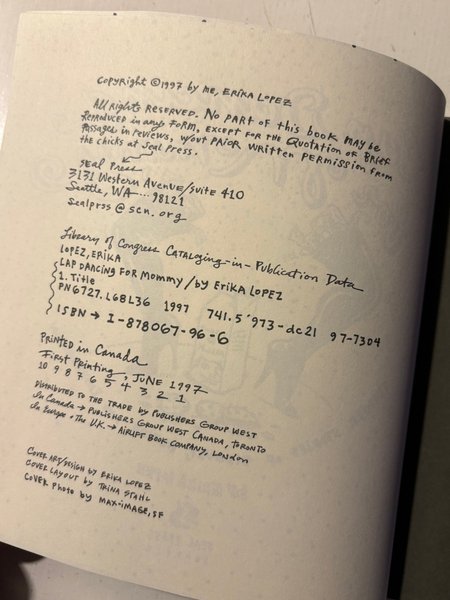 Copyright ©1997 by me, ERIKA LOPEZ
All rights RESERVED. No PART of this book may be
REPRODUCED in any FORM, EXCEPT FOR the QUOTATION OF BRIEF
PASSAGES in REVIEWS, w/out PRIOR WRITTEN PERMISSION FROM
the chicks at Seal Press.
SEAL PRESS
3131 Western Avenue/Suite 410
Seattle, WA ... 98121
Sealprss@scn.org
Library of Congress Cataloging-in-Publication Data
LOPEZ, ERIKA
LAP DANCING FOR Mommy / by ERIKA LOPEZ
1. Title
PN6727.L68L36 1997 741.5'973-dc21 97-7304
ISBN → 1-878067-96-6
PRINTED in Canada
First Printing, JUNE 1997
10 9 8 7 6 5 4 3 2 1
DISTRIBUTED TO THE TRADE by PUBLISHERS GROUP WEST
In Canada → PUBLISHERS GROUP WEST CANADA, TORONTO
In Europe + The U.K. → AIRLIFT BOOK COMPANY, LONDON
COVER ART/DESIGN by ERIKA LOPEZ
COVER LAYOUT by TRINA STAHL
COVER PHOTO by MAX-IMAGE, SF